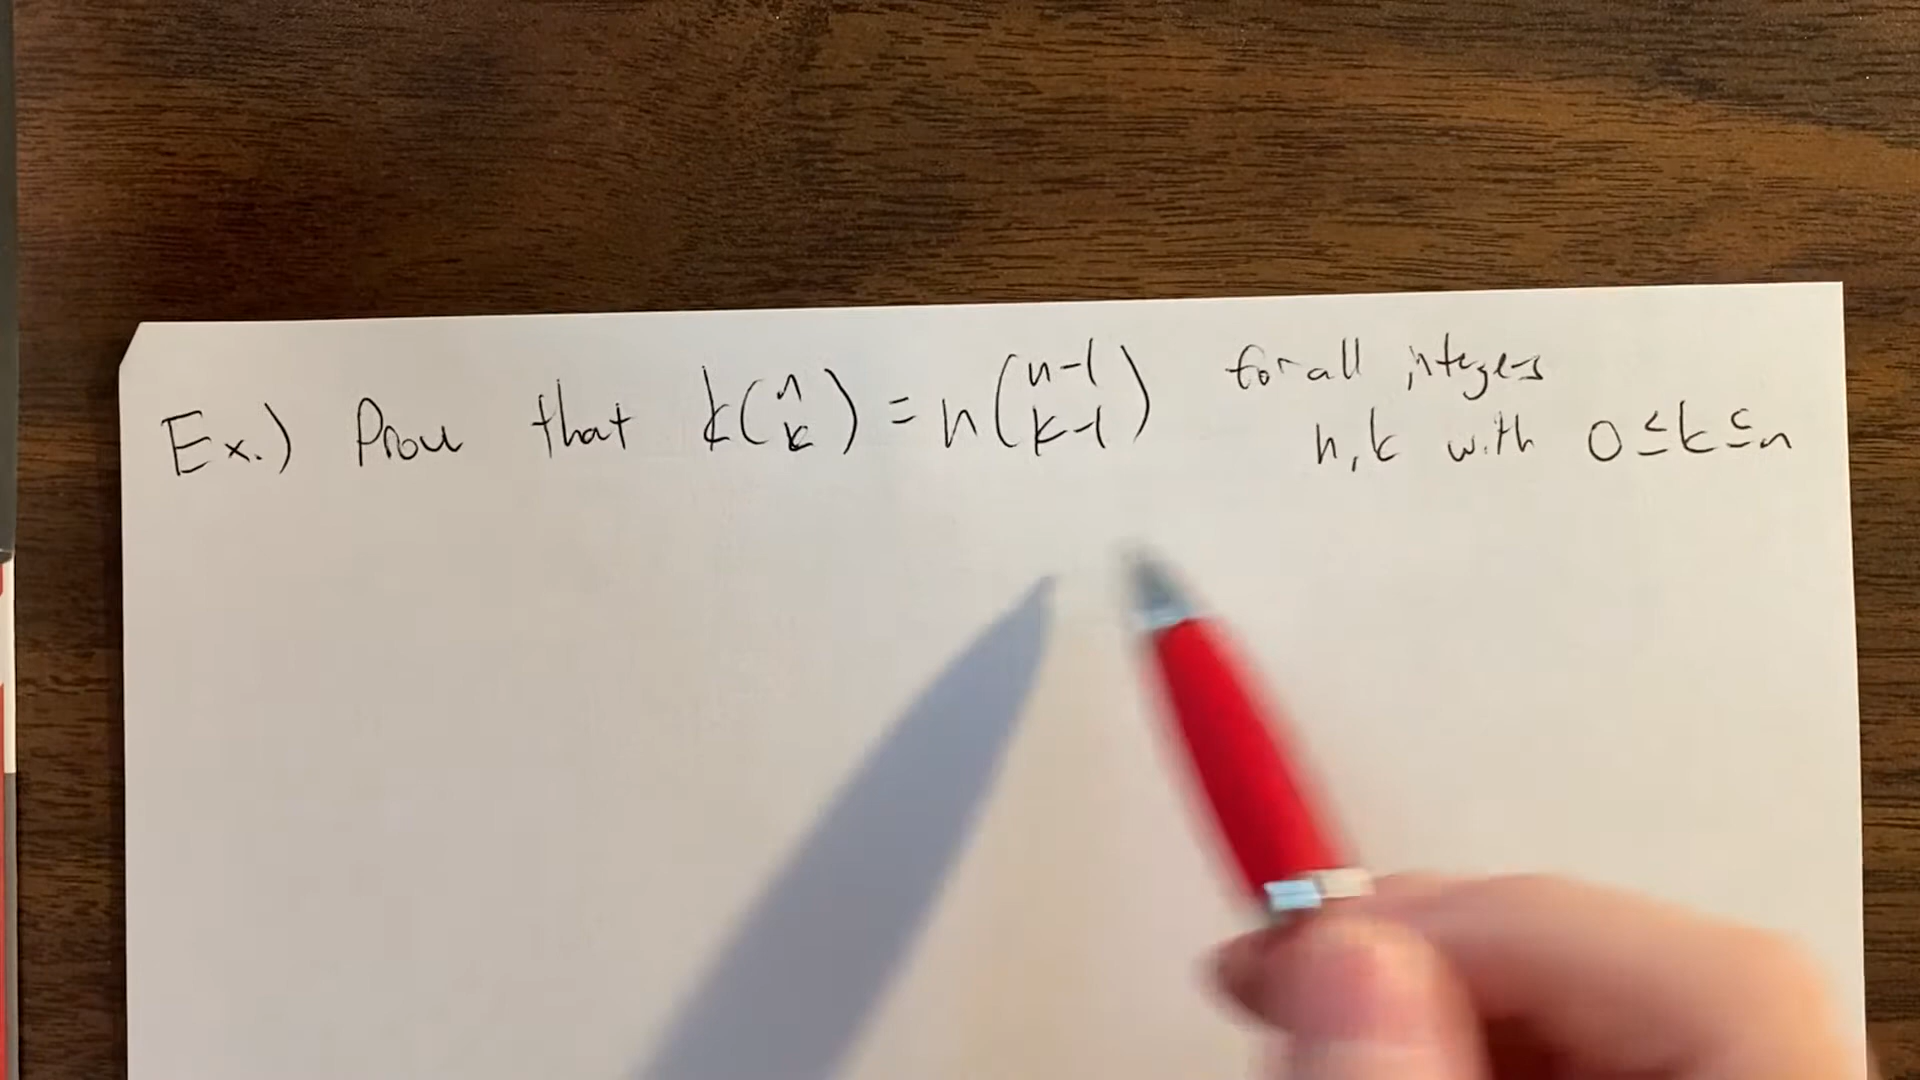 Ex.) Prove that k(n k) = n(n-1 k-1) for all integers
n, k with 0 ≤ k ≤ n